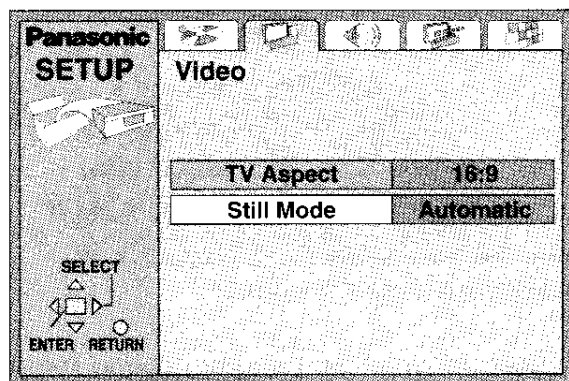 Panasonic
SETUP
Video
TV Aspect 16:9
Still Mode Automatic
SELECT
ENTER RETURN